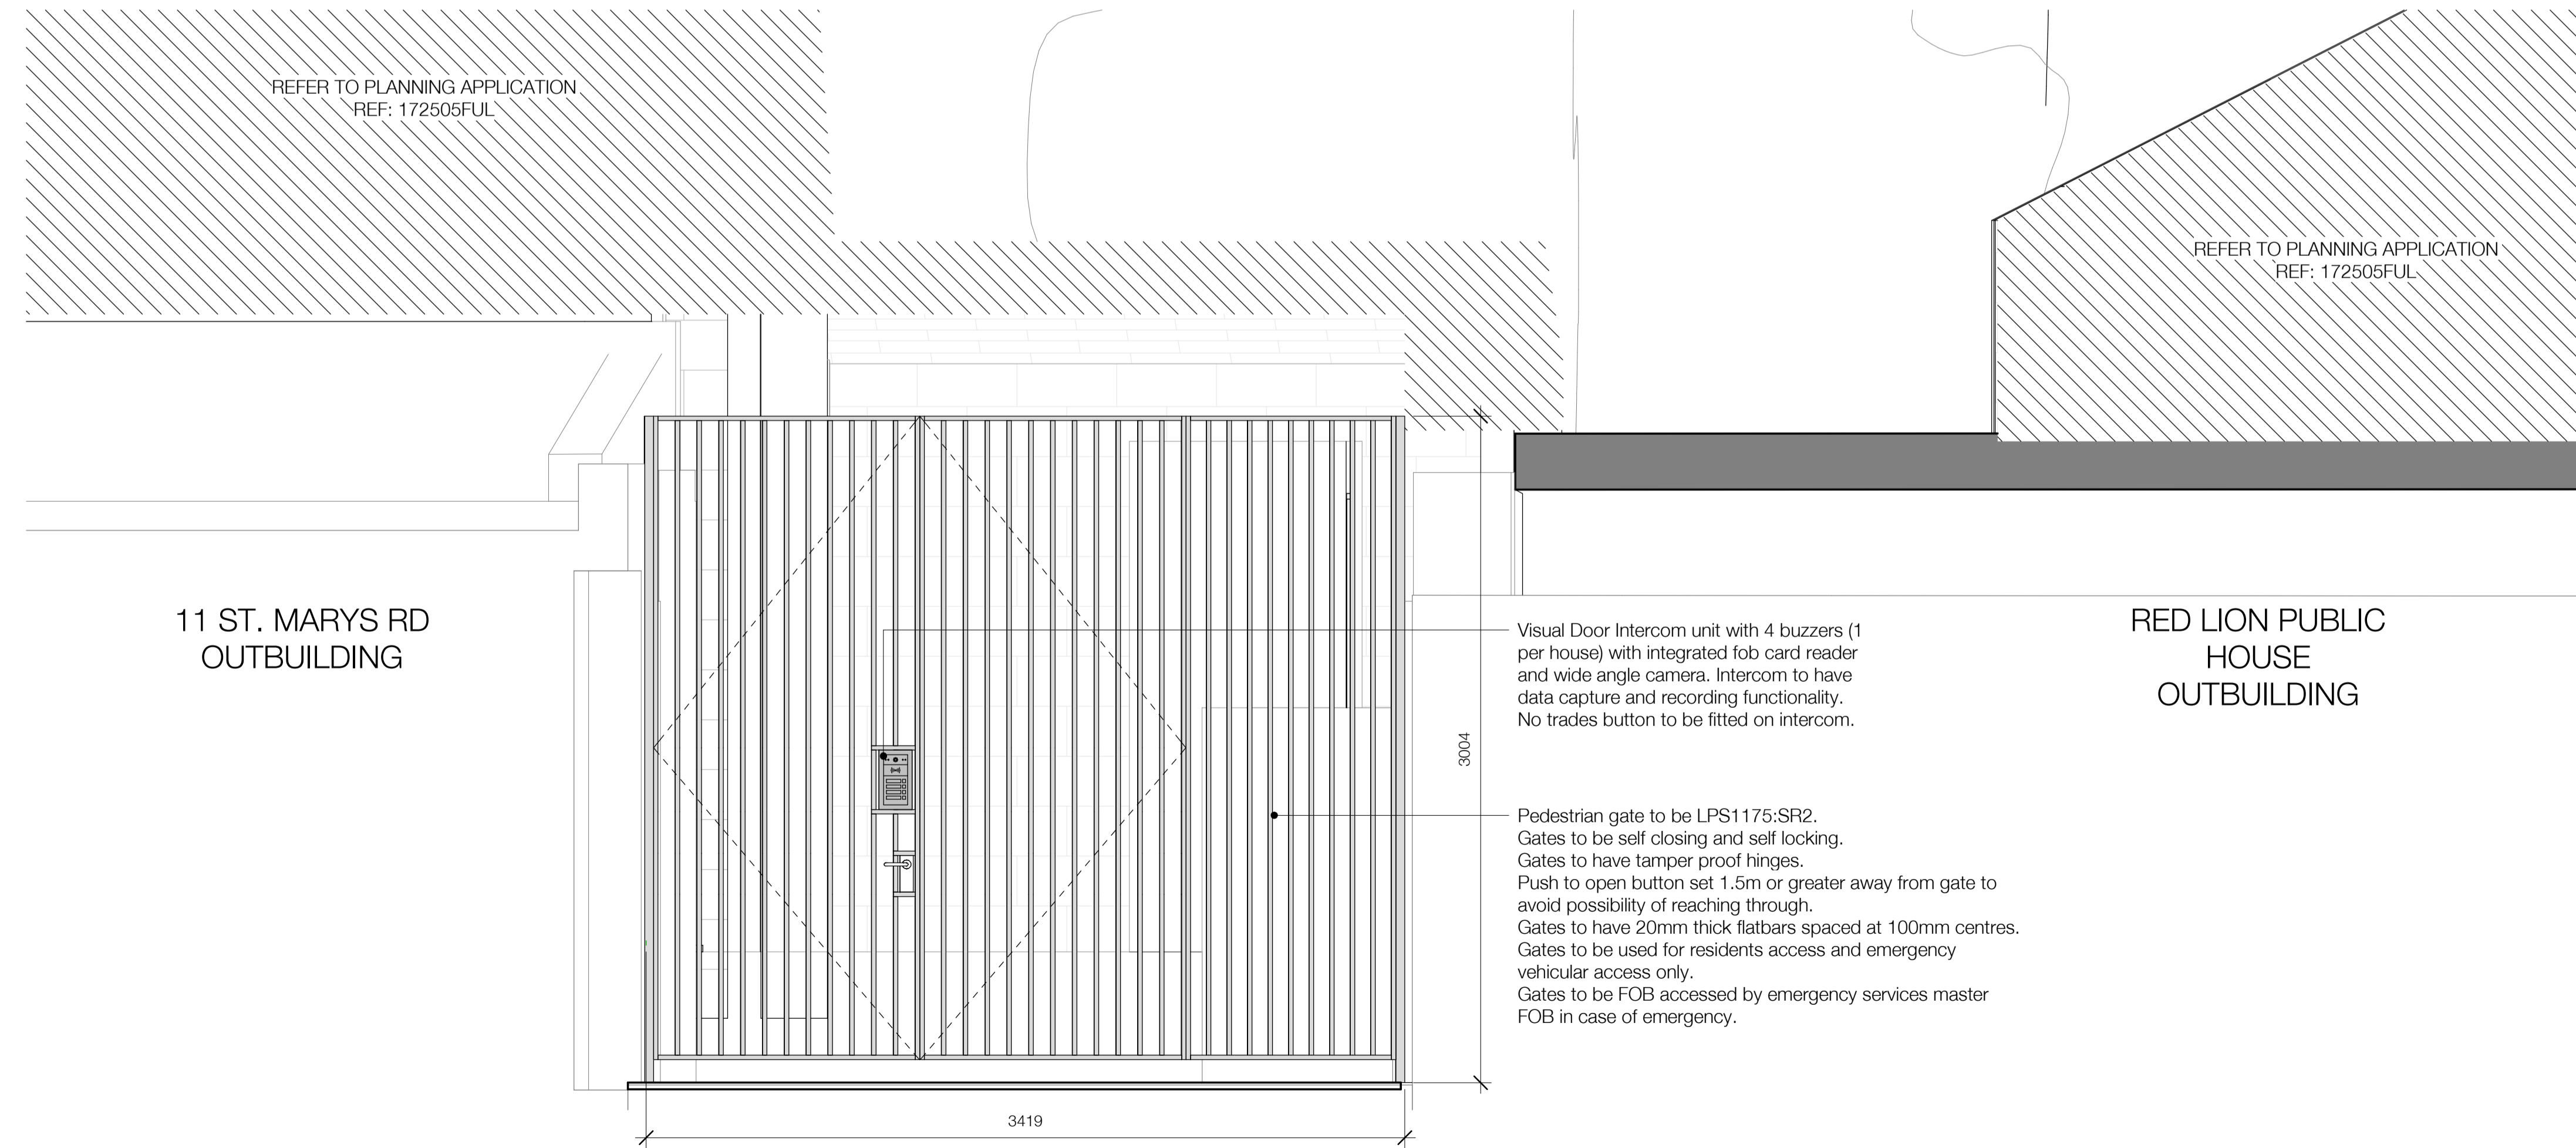 REFER TO PLANNING APPLICATION
REF: 172505FUL
REFER TO PLANNING APPLICATION
REF: 172505FUL
11 ST. MARYS RD
OUTBUILDING
RED LION PUBLIC
HOUSE
OUTBUILDING
Visual Door Intercom unit with 4 buzzers (1
per house) with integrated fob card reader
and wide angle camera. Intercom to have
data capture and recording functionality.
No trades button to be fitted on intercom.
3004
Pedestrian gate to be LPS1175:SR2.
Gates to be self closing and self locking.
Gates to have tamper proof hinges.
Push to open button set 1.5m or greater away from gate to
avoid possibility of reaching through.
Gates to have 20mm thick flatbars spaced at 100mm centres.
Gates to be used for residents access and emergency
vehicular access only.
Gates to be FOB accessed by emergency services master
FOB in case of emergency.
3419